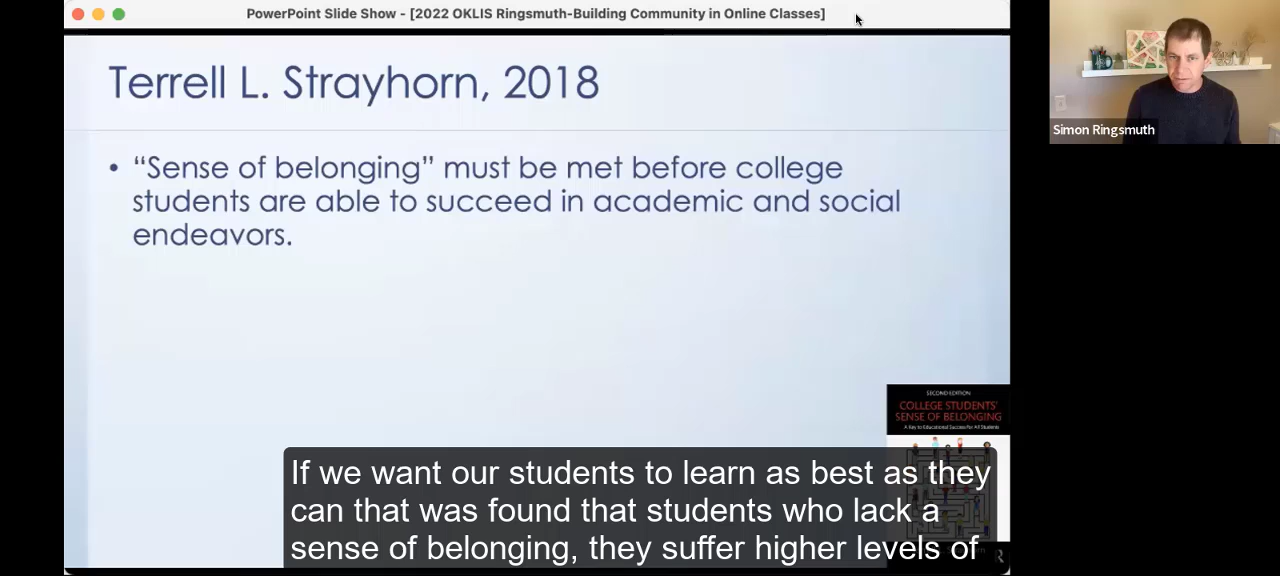 PowerPoint Slide Show - [2022 OKLIS Ringsmuth-Building Community in Online Classes]
Terrell L. Strayhorn, 2018
• “Sense of belonging” must be met before college
students are able to succeed in academic and social
endeavors.
Simon Ringsmuth
SECOND EDITION
COLLEGE STUDENTS'
SENSE OF BELONGING
A Key to Educational Success for All Students
If we want our students to learn as best as they
can that was found that students who lack a
sense of belonging, they suffer higher levels of